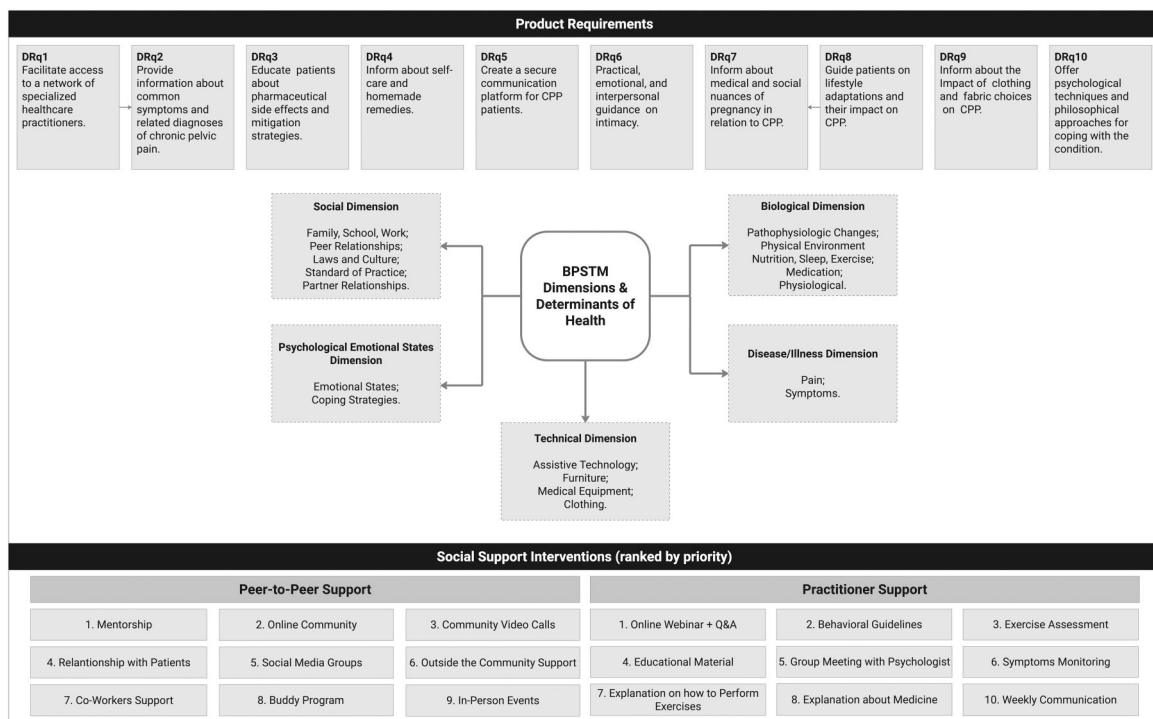 Product Requirements
DRq1
Facilitate access
to a network of
specialized
healthcare
practitioners.
DRq2
Provide
information about
common
symptoms and
related diagnoses
of chronic pelvic
pain.
DRq3
Educate patients
about
pharmaceutical
side effects and
mitigation
strategies.
DRq4
Inform about self-
care and
homemade
remedies.
DRq5
Create a secure
communication
platform for CPP
patients.
DRq6
Practical,
emotional, and
interpersonal
guidance on
intimacy.
DRq7
Inform about
medical and social
nuances of
pregnancy in
relation to CPP.
DRq8
Guide patients on
lifestyle
adaptations and
their impact on
CPP.
DRq9
Inform about the
Impact of clothing
and fabric choices
on CPP.
DRq10
Offer
psychological
techniques and
philosophical
approaches for
coping with the
condition.
Social Dimension
Family, School, Work;
Peer Relationships;
Laws and Culture;
Standard of Practice;
Partner Relationships.
Biological Dimension
Pathophysiologic Changes;
Physical Environment
Nutrition, Sleep, Exercise;
Medication;
Physiological.
BPSTM
Dimensions &
Determinants of
Health
Psychological Emotional States
Dimension
Emotional States;
Coping Strategies.
Disease/Illness Dimension
Pain;
Symptoms.
Technical Dimension
Assistive Technology;
Furniture;
Medical Equipment;
Clothing.
Social Support Interventions (ranked by priority)
Peer-to-Peer Support
1. Mentorship
2. Online Community
3. Community Video Calls
4. Relantionship with Patients
5. Social Media Groups
6. Outside the Community Support
7. Co-Workers Support
8. Buddy Program
9. In-Person Events
Practitioner Support
1. Online Webinar + Q&A
2. Behavioral Guidelines
3. Exercise Assessment
4. Educational Material
5. Group Meeting with Psychologist
6. Symptoms Monitoring
7. Explanation on how to Perform
Exercises
8. Explanation about Medicine
10. Weekly Communication